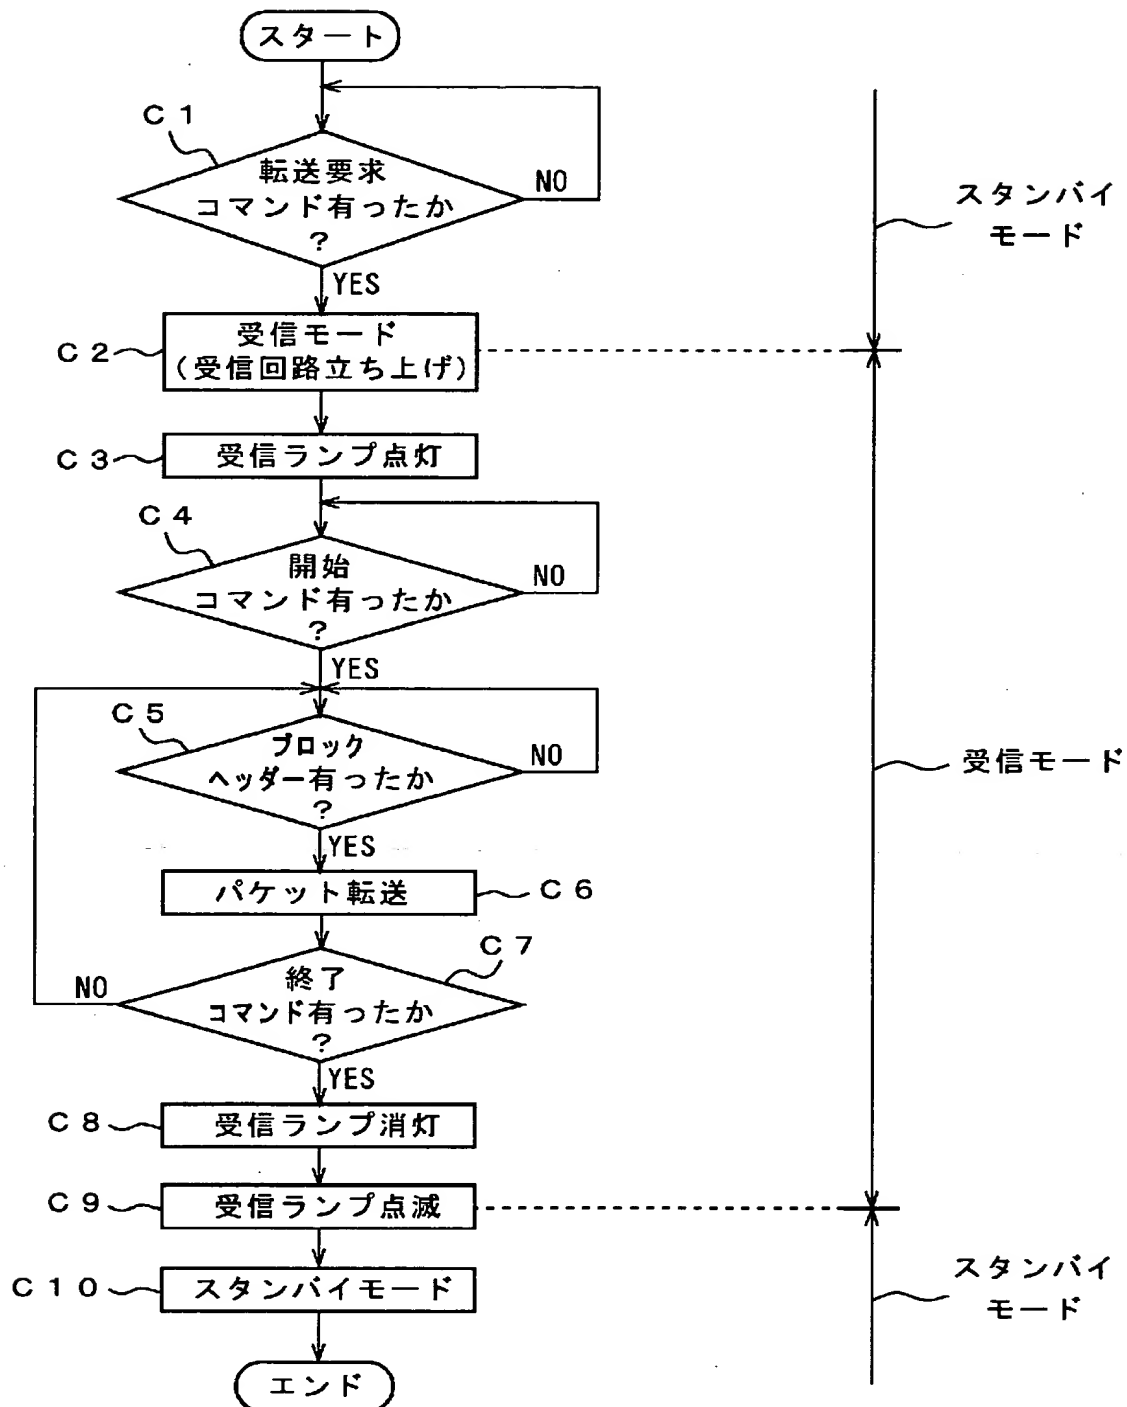 スタート
C1
転送要求
コマンド有ったか
?
NO
YES
スタンバイ
モード
C2
受信モード
(受信回路立ち上げ)
C3
受信ランプ点灯
C4
開始
コマンド有ったか
?
NO
YES
C5
ブロック
ヘッダー有ったか
?
NO
YES
受信モード
パケット転送
C6
C7
終了
コマンド有ったか
?
NO
YES
C8
受信ランプ消灯
C9
受信ランプ点滅
C10
スタンバイモード
スタンバイ
モード
エンド